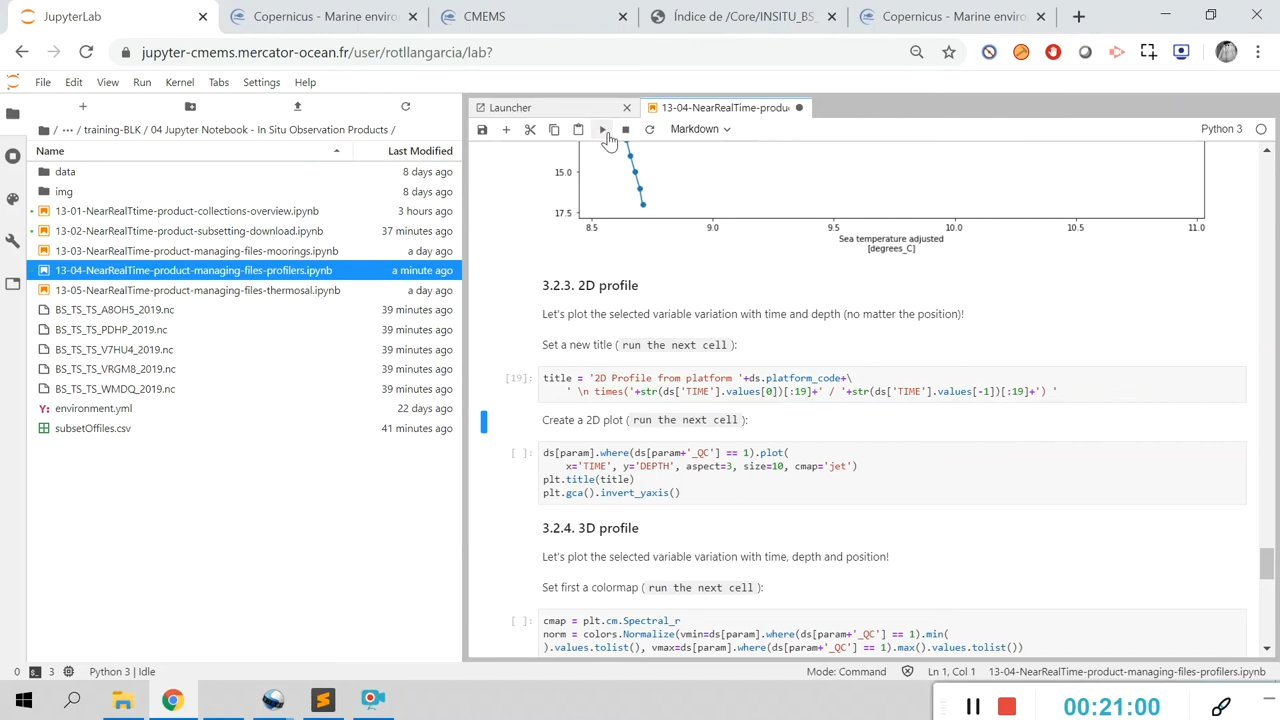 JupyterLab
Copernicus - Marine enviro
CMEMS
Índice de /Core/INSITU_BS_
Copernicus - Marine enviro
jupyter-cmems.mercator-ocean.fr/user/rotllangarcia/lab?
File Edit View Run Kernel Tabs Settings Help
/ ··· / training-BLK / 04 Jupyter Notebook - In Situ Observation Products /
Name Last Modified
data 8 days ago
img 8 days ago
13-01-NearRealTtime-product-collections-overview.ipynb 3 hours ago
13-02-NearRealTtime-product-subsetting-download.ipynb 37 minutes ago
13-03-NearRealTime-product-managing-files-moorings.ipynb a day ago
13-04-NearRealTime-product-managing-files-profilers.ipynb a minute ago
13-05-NearRealTime-product-managing-files-thermosal.ipynb a day ago
BS_TS_TS_A8OH5_2019.nc 39 minutes ago
BS_TS_TS_PDHP_2019.nc 39 minutes ago
BS_TS_TS_V7HU4_2019.nc 39 minutes ago
BS_TS_TS_VRGM8_2019.nc 39 minutes ago
BS_TS_TS_WMDQ_2019.nc 39 minutes ago
environment.yml 22 days ago
subsetOffiles.csv 41 minutes ago
Launcher
13-04-NearRealTime-produc
Markdown
Python 3
15.0
17.5
8.5 9.0 9.5 10.0 10.5 11.0
Sea temperature adjusted
[degrees_C]
3.2.3. 2D profile
Let's plot the selected variable variation with time and depth (no matter the position)!
Set a new title ( run the next cell ):
[19]: title = '2D Profile from platform '+ds.platform_code+\
' \n times('+str(ds['TIME'].values[0])[:19]+' / '+str(ds['TIME'].values[-1])[:19]+') '
Create a 2D plot ( run the next cell ):
[ ]: ds[param].where(ds[param+'_QC'] == 1).plot(
x='TIME', y='DEPTH', aspect=3, size=10, cmap='jet')
plt.title(title)
plt.gca().invert_yaxis()
3.2.4. 3D profile
Let's plot the selected variable variation with time, depth and position!
Set first a colormap ( run the next cell ):
[ ]: cmap = plt.cm.Spectral_r
norm = colors.Normalize(vmin=ds[param].where(ds[param+'_QC'] == 1).min(
).values.tolist(), vmax=ds[param].where(ds[param+'_QC'] == 1).max().values.tolist())
0 3 Python 3 | Idle
Mode: Command Ln 1, Col 1 13-04-NearRealTime-product-managing-files-profilers.ipynb
00:21:00